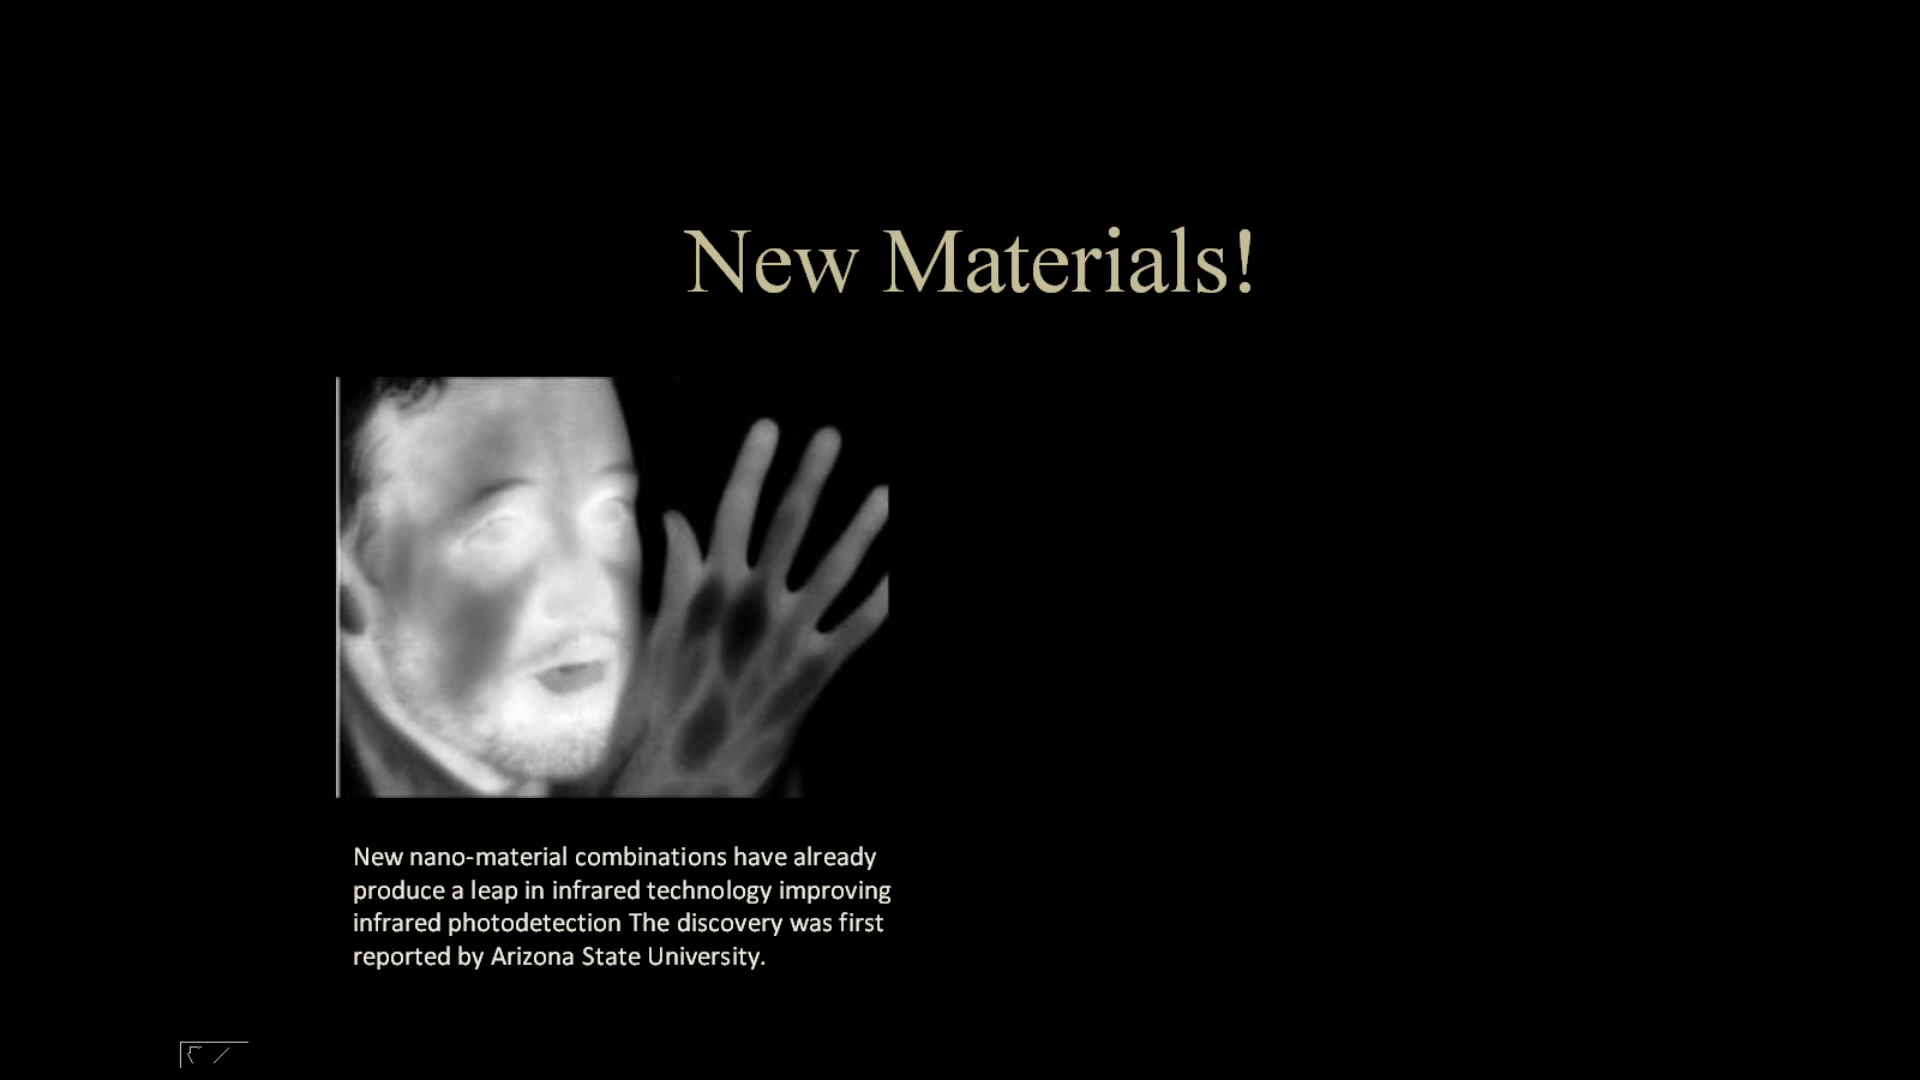 New Materials!
New nano-material combinations have already
produce a leap in infrared technology improving
infrared photodetection The discovery was first
reported by Arizona State University.